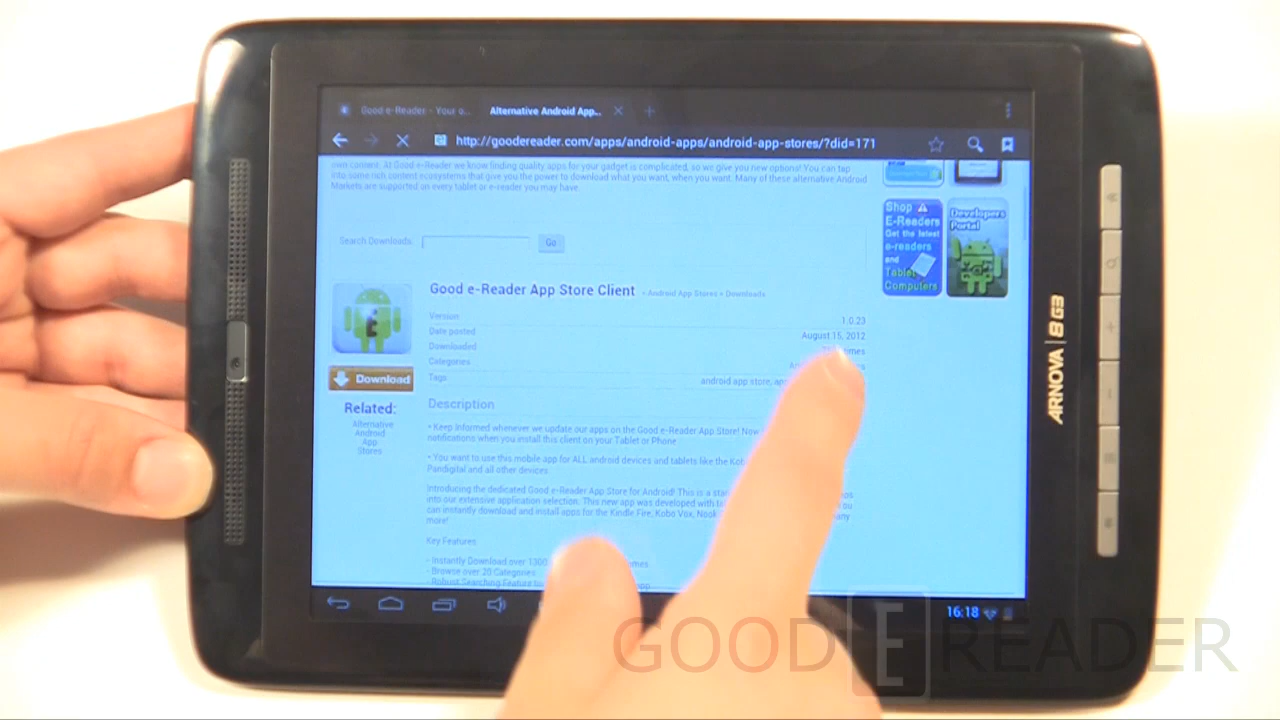 Good e-Reader - Your o...
Alternative Android App...
http://goodereader.com/apps/android-apps/android-app-stores/?did=171
own content. At Good e-Reader we know finding quality apps for your gadget is complicated, so we give you new options! You can tap
into some rich content ecosystems that give you the power to download what you want, when you want. Many of these alternative Android
Markets are supported on every tablet or e-reader you may have.
Search Downloads:
Go
Shop
E-Readers
Get the latest
e-readers
and
Tablet
Computers
Developers
Portal
Good e-Reader App Store Client
» Android App Stores » Downloads
Version
1.0.23
Date posted
August 15, 2012
Downloaded
Categories
Tags
android app store,
Download
Related:
Alternative
Android
App
Stores
Description
• Keep Informed whenever we update our apps on the Good e-Reader App Store! Now
notifications when you install this client on your Tablet or Phone
• You want to use this mobile app for ALL android devices and tablets like the
Pandigital and all other devices
Introducing the dedicated Good e-Reader App Store for Android! This is a
into our extensive application selection. This new app was developed with
can instantly download and install apps for the Kindle Fire, Kobo Vox, Nook
more!
Key Features:
- Instantly Download over 1300
- Browse over 20 Categories
- Robust Searching Feature to
16:18
ARNOVA 8 G3
GOOD E READER